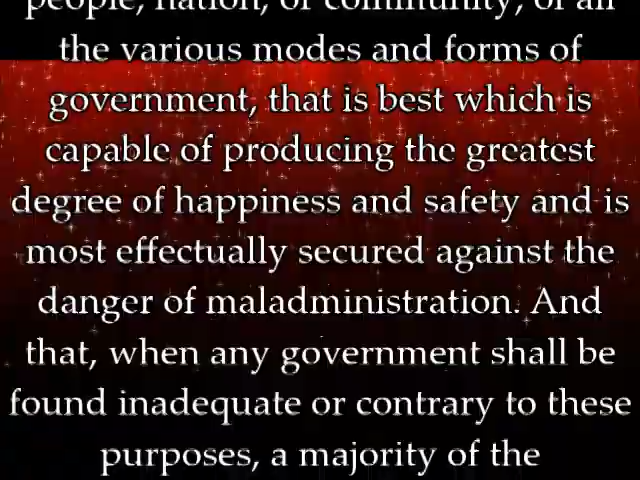 people, nation, or community; of all
the various modes and forms of
government, that is best which is
capable of producing the greatest
degree of happiness and safety and is
most effectually secured against the
danger of maladministration. And
that, when any government shall be
found inadequate or contrary to these
purposes, a majority of the